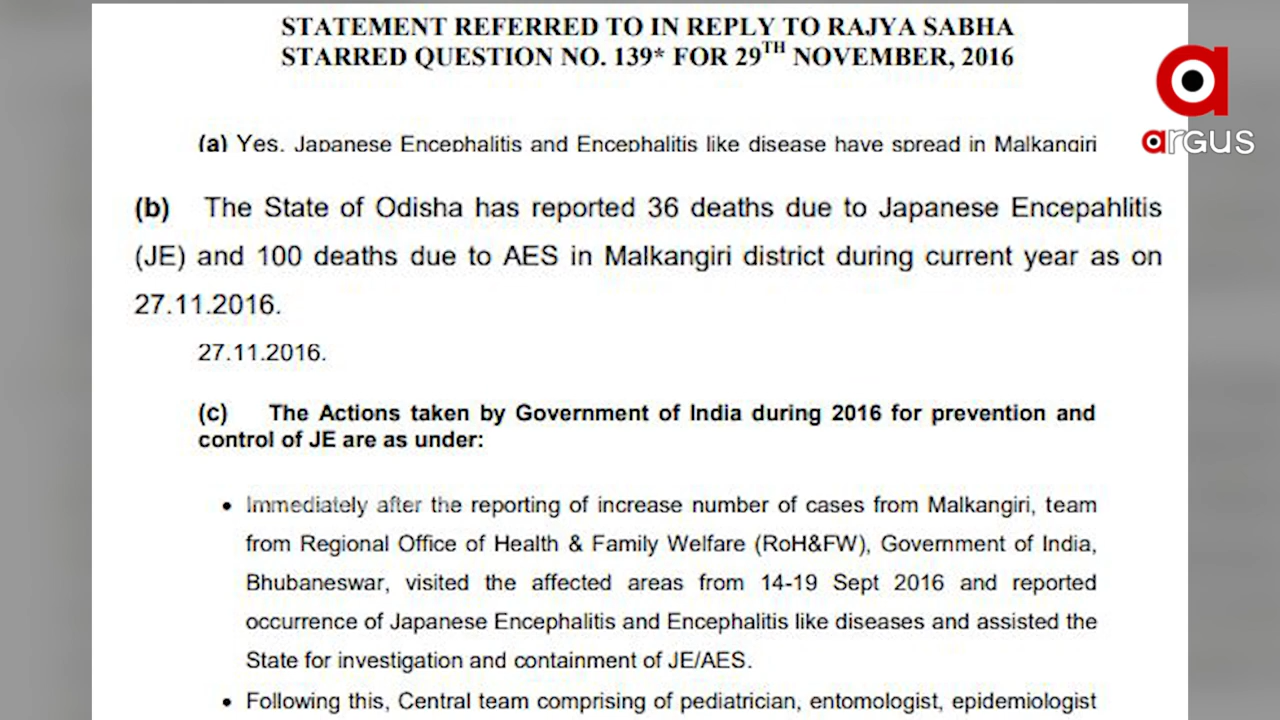 STATEMENT REFERRED TO IN REPLY TO RAJYA SABHA
STARRED QUESTION NO. 139* FOR 29TH NOVEMBER, 2016
argus
(a) Yes. Japanese Encephalitis and Encephalitis like disease have spread in Malkangiri
(b) The State of Odisha has reported 36 deaths due to Japanese Encepahlitis
(JE) and 100 deaths due to AES in Malkangiri district during current year as on
27.11.2016.
27.11.2016.
(c) The Actions taken by Government of India during 2016 for prevention and
control of JE are as under:
• Immediately after the reporting of increase number of cases from Malkangiri, team
from Regional Office of Health & Family Welfare (RoH&FW), Government of India,
Bhubaneswar, visited the affected areas from 14-19 Sept 2016 and reported
occurrence of Japanese Encephalitis and Encephalitis like diseases and assisted the
State for investigation and containment of JE/AES.
• Following this, Central team comprising of pediatrician, entomologist, epidemiologist